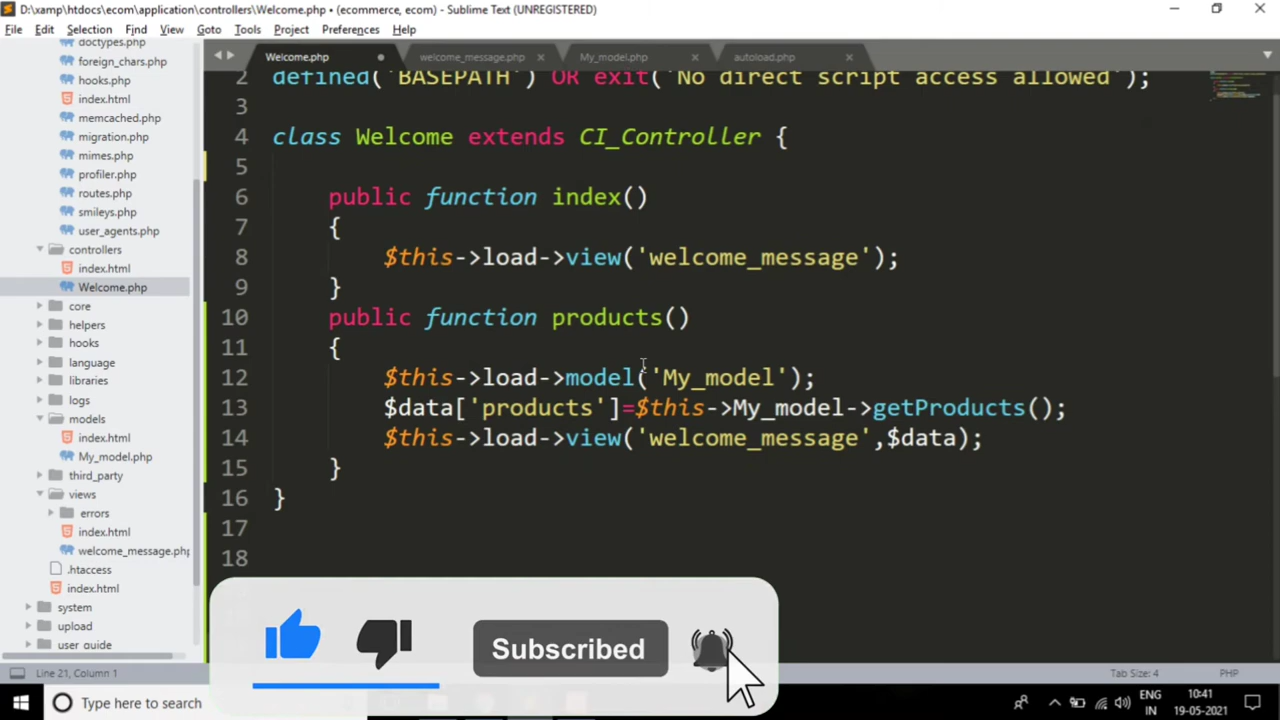 D:\xamp\htdocs\ecom\application\controllers\Welcome.php • (ecommerce, ecom) - Sublime Text (UNREGISTERED)
File Edit Selection Find View Goto Tools Project Preferences Help
Welcome.php welcome_message.php My_model.php autoload.php
doctypes.php
foreign_chars.php
hooks.php
index.html
memcached.php
migration.php
mimes.php
profiler.php
routes.php
smileys.php
user_agents.php
controllers
index.html
Welcome.php
core
helpers
hooks
language
libraries
logs
models
index.html
My_model.php
third_party
views
errors
index.html
welcome_message.php
.htaccess
index.html
system
upload
user_guide
2 defined('BASEPATH') OR exit('No direct script access allowed');
3
4 class Welcome extends CI_Controller {
5
6 public function index()
7 {
8 $this->load->view('welcome_message');
9 }
10 public function products()
11 {
12 $this->load->model('My_model');
13 $data['products']=$this->My_model->getProducts();
14 $this->load->view('welcome_message',$data);
15 }
16 }
17
18
Subscribed
Line 21, Column 1 Tab Size: 4 PHP
Type here to search
ENG
IN
10:41
19-05-2021